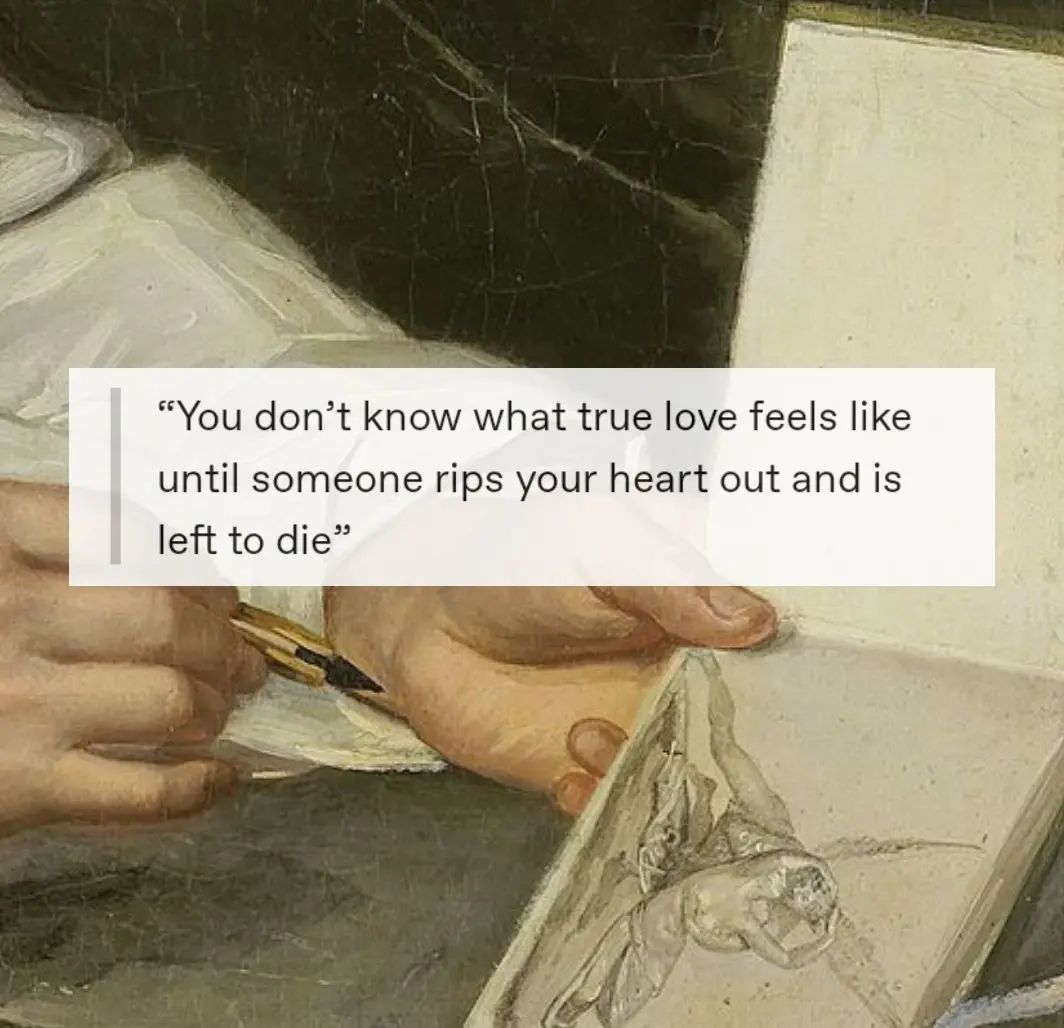 “You don’t know what true love feels like
until someone rips your heart out and is
left to die”